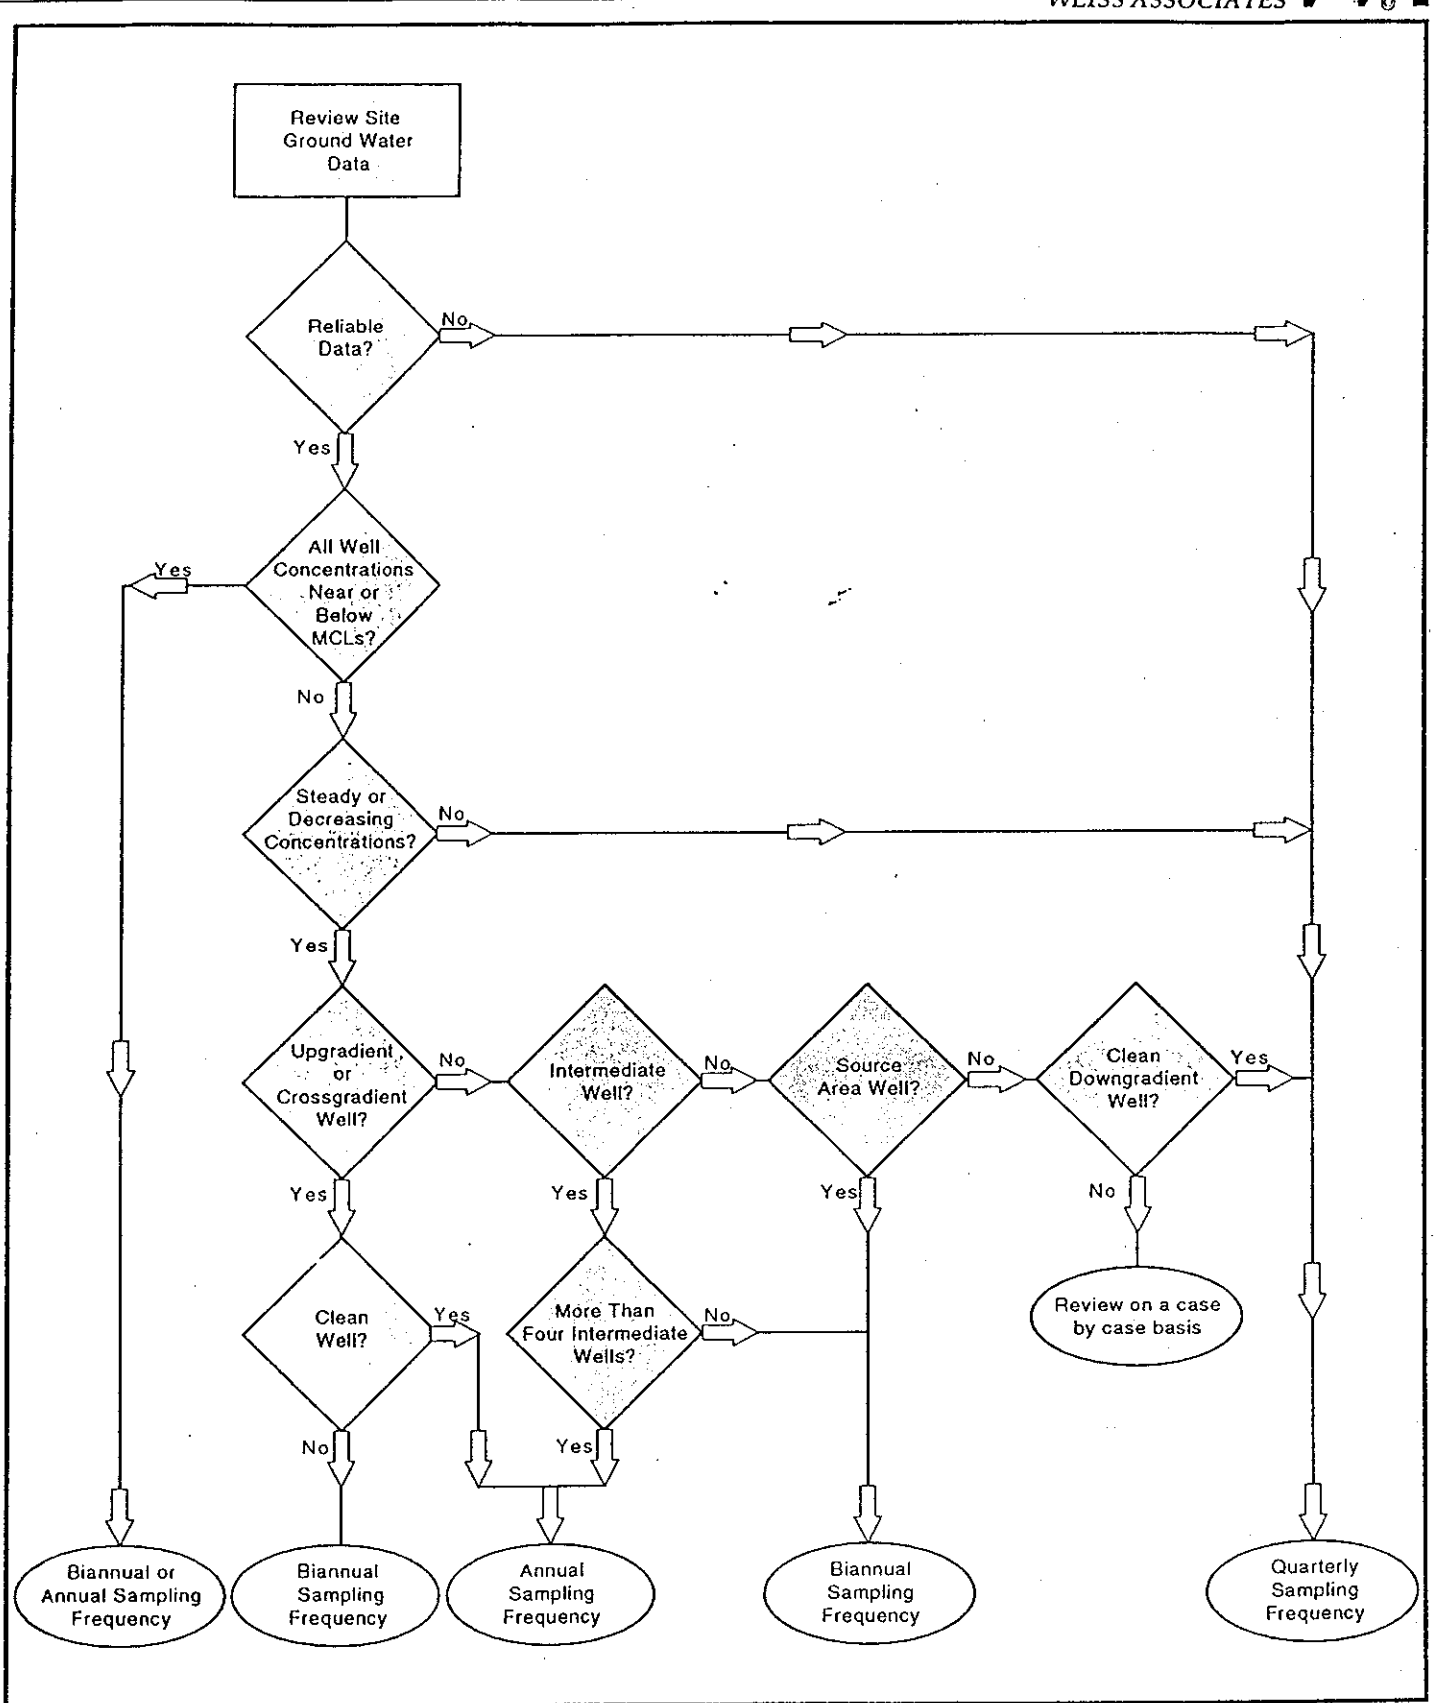 WEISS ASSOCIATES
Review Site
Ground Water
Data
Reliable
Data?
No
Yes
All Well
Concentrations
Near or
Below
MCLs?
Yes
No
Steady or
Decreasing
Concentrations?
No
Yes
Upgradient
or
Crossgradient
Well?
No
Intermediate
Well?
No
Source
Area Well?
No
Clean
Downgradient
Well?
Yes
Yes
Yes
Yes
No
Clean
Well?
Yes
More Than
Four Intermediate
Wells?
No
Review on a case
by case basis
No
Yes
Biannual or
Annual Sampling
Frequency
Biannual
Sampling
Frequency
Annual
Sampling
Frequency
Biannual
Sampling
Frequency
Quarterly
Sampling
Frequency